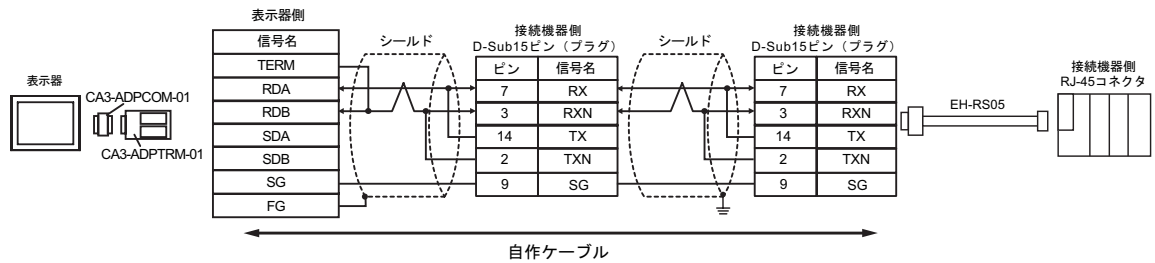 表示器側
信号名
TERM
RDA
RDB
SDA
SDB
SG
FG
表示器
CA3-ADPCOM-01
CA3-ADPTRM-01
シールド
接続機器側
D-Sub15ピン（プラグ）
ピン 信号名
7 RX
3 RXN
14 TX
2 TXN
9 SG
シールド
接続機器側
D-Sub15ピン（プラグ）
ピン 信号名
7 RX
3 RXN
14 TX
2 TXN
9 SG
EH-RS05
接続機器側
RJ-45コネクタ
自作ケーブル